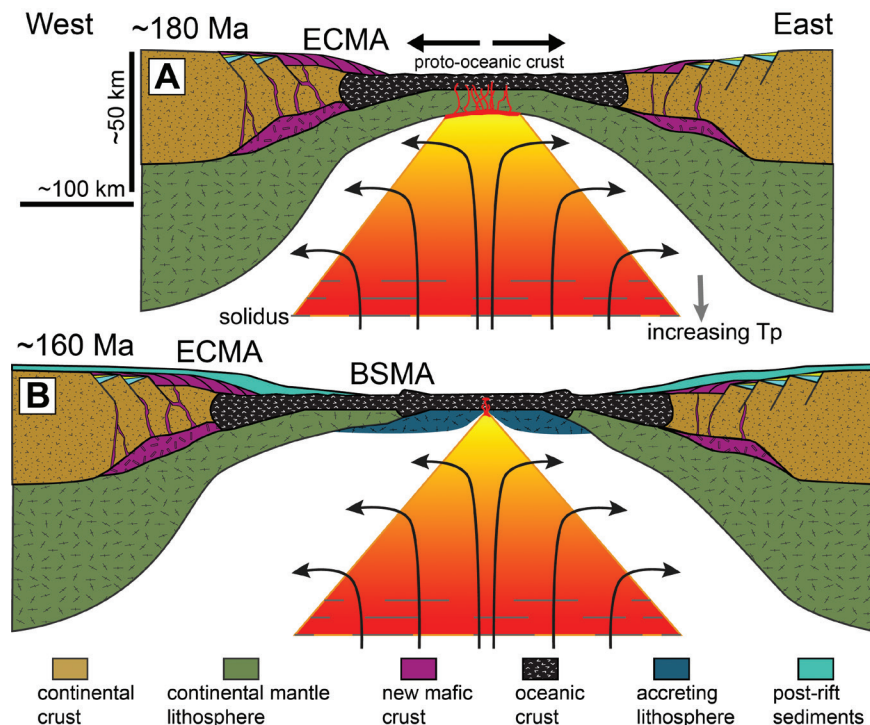 West
~180 Ma
ECMA
East
proto-oceanic crust
A
~50 km
~100 km
solidus
increasing Tp
~160 Ma
ECMA
BSMA
B
continental
crust
continental mantle
lithosphere
new mafic
crust
oceanic
crust
accreting
lithosphere
post-rift
sediments